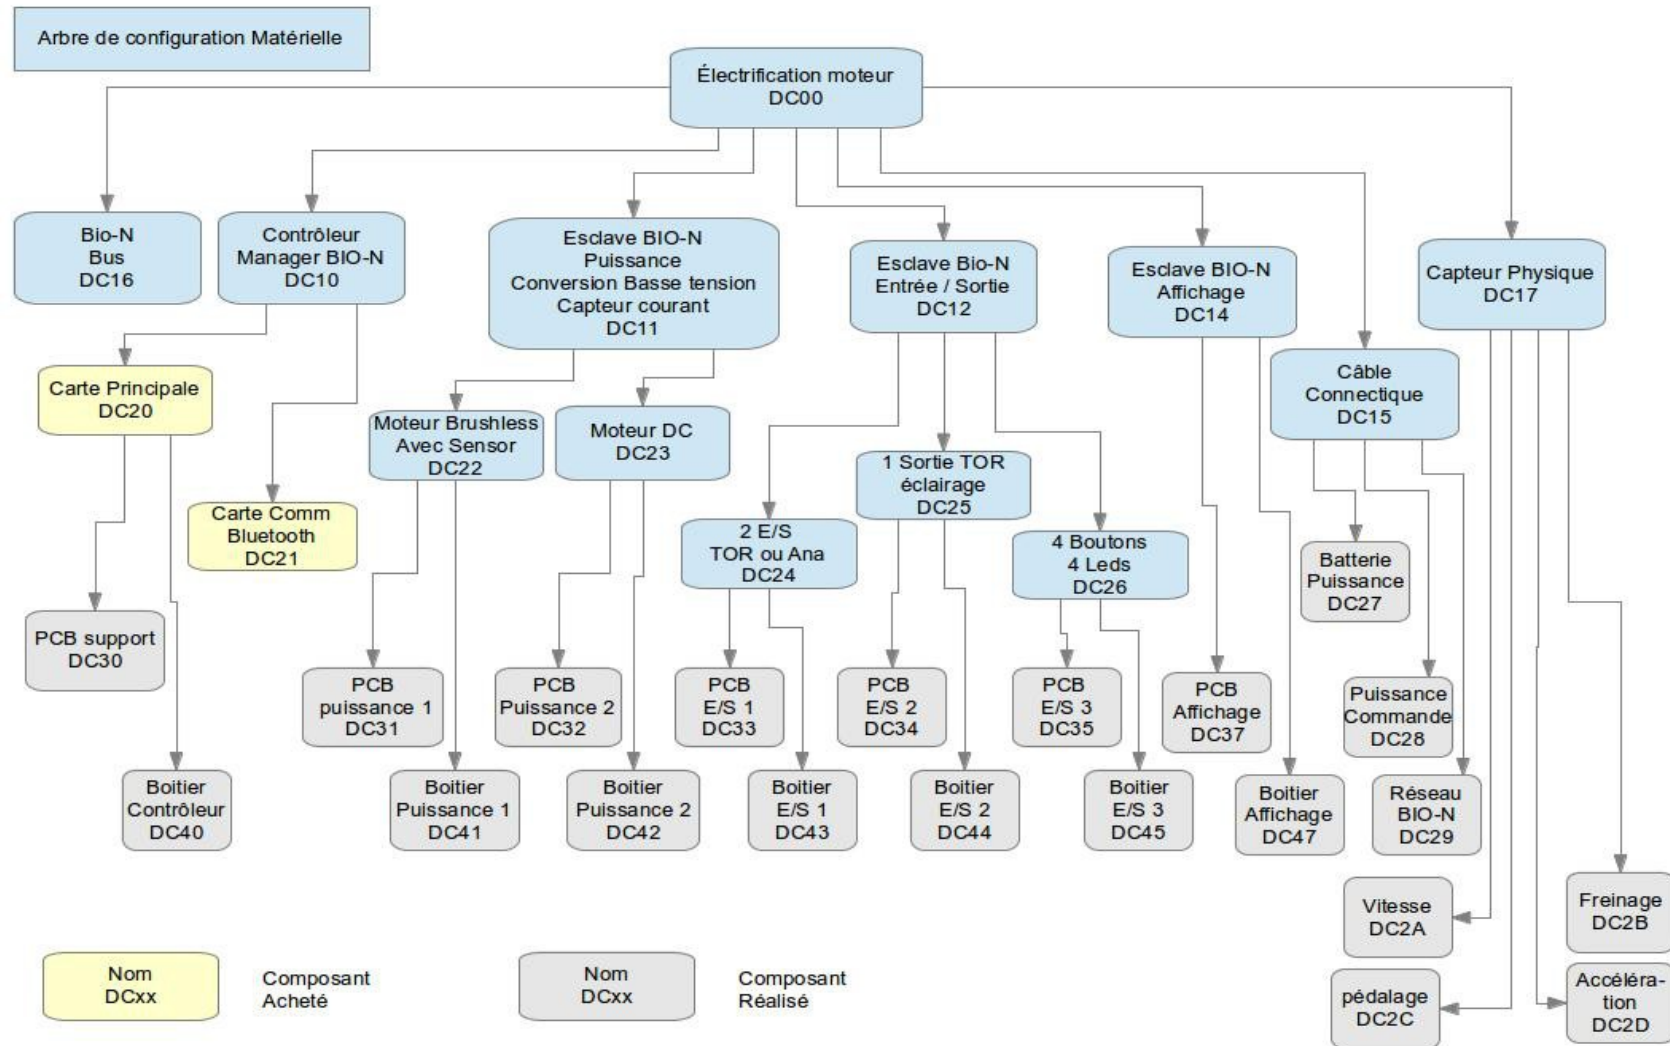 Arbre de configuration Matérielle
Électrification moteur
DC00
Bio-N
Bus
DC16
Contrôleur
Manager BIO-N
DC10
Esclave BIO-N
Puissance
Conversion Basse tension
Capteur courant
DC11
Esclave Bio-N
Entrée / Sortie
DC12
Esclave BIO-N
Affichage
DC14
Capteur Physique
DC17
Câble
Connectique
DC15
Carte Principale
DC20
Moteur Brushless
Avec Sensor
DC22
Moteur DC
DC23
1 Sortie TOR
éclairage
DC25
Carte Comm
Bluetooth
DC21
2 E/S
TOR ou Ana
DC24
4 Boutons
4 Leds
DC26
Batterie
Puissance
DC27
PCB support
DC30
PCB
puissance 1
DC31
PCB
Puissance 2
DC32
PCB
E/S 1
DC33
PCB
E/S 2
DC34
PCB
E/S 3
DC35
PCB
Affichage
DC37
Puissance
Commande
DC28
Boitier
Contrôleur
DC40
Boitier
Puissance 1
DC41
Boitier
Puissance 2
DC42
Boitier
E/S 1
DC43
Boitier
E/S 2
DC44
Boitier
E/S 3
DC45
Boitier
Affichage
DC47
Réseau
BIO-N
DC29
Vitesse
DC2A
Freinage
DC2B
pédalage
DC2C
Accéléra-
tion
DC2D
Nom
DCxx
Composant
Acheté
Nom
DCxx
Composant
Réalisé